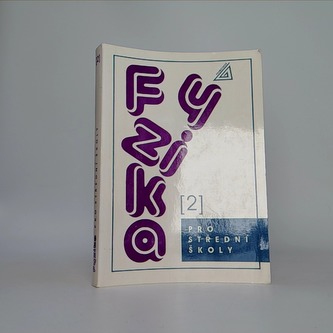 Fyzika
[2]
PRO
STŘEDNÍ
ŠKOLY